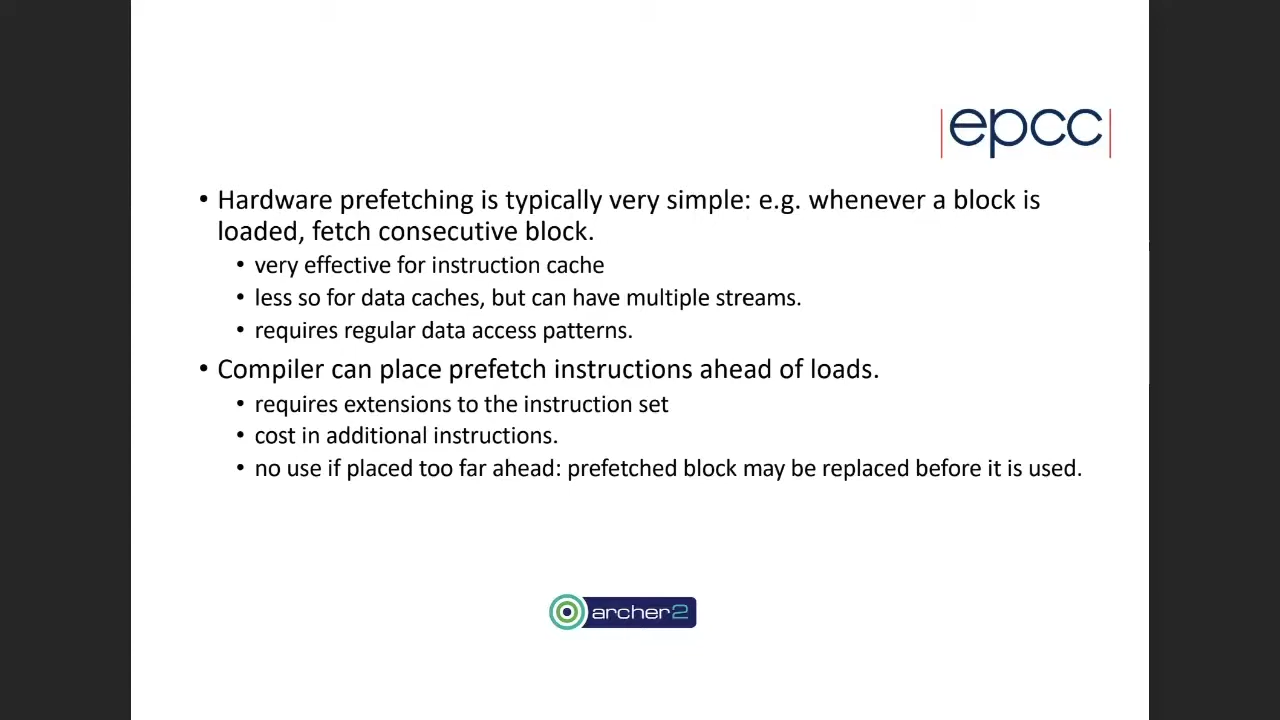 |epcc|
• Hardware prefetching is typically very simple: e.g. whenever a block is
loaded, fetch consecutive block.
• very effective for instruction cache
• less so for data caches, but can have multiple streams.
• requires regular data access patterns.
• Compiler can place prefetch instructions ahead of loads.
• requires extensions to the instruction set
• cost in additional instructions.
• no use if placed too far ahead: prefetched block may be replaced before it is used.
archer2